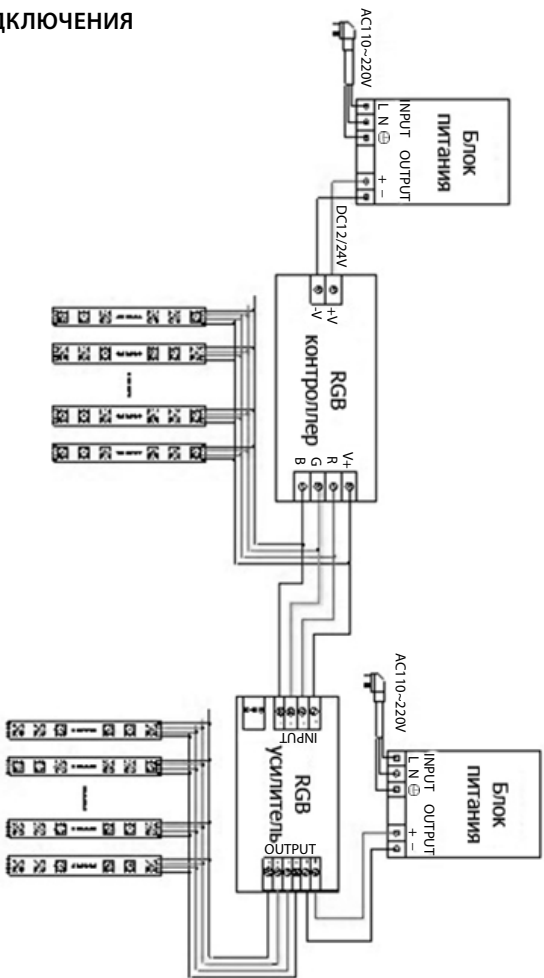 ДКЛЮЧЕНИЯ
AC110~220V
L N
INPUT OUTPUT
+ −
Блок
питания
DC12/24V
-V +V
RGB
контроллер
B G R V+
AC110~220V
L N
INPUT OUTPUT
+ −
Блок
питания
INPUT
RGB
усилитель
OUTPUT